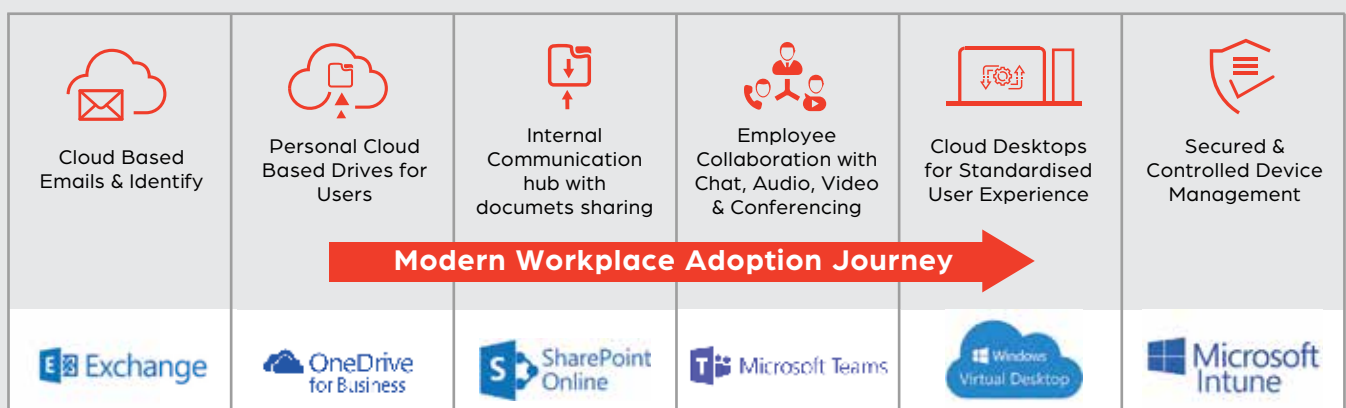 Cloud Based
Emails & Identify
Personal Cloud
Based Drives for
Users
Internal
Communication
hub with
documets sharing
Employee
Collaboration with
Chat, Audio, Video
& Conferencing
Cloud Desktops
for Standardised
User Experience
Secured &
Controlled Device
Management
Modern Workplace Adoption Journey
E Exchange
OneDrive
for Business
S SharePoint
Online
T Microsoft Teams
Windows
Virtual Desktop
Microsoft
Intune